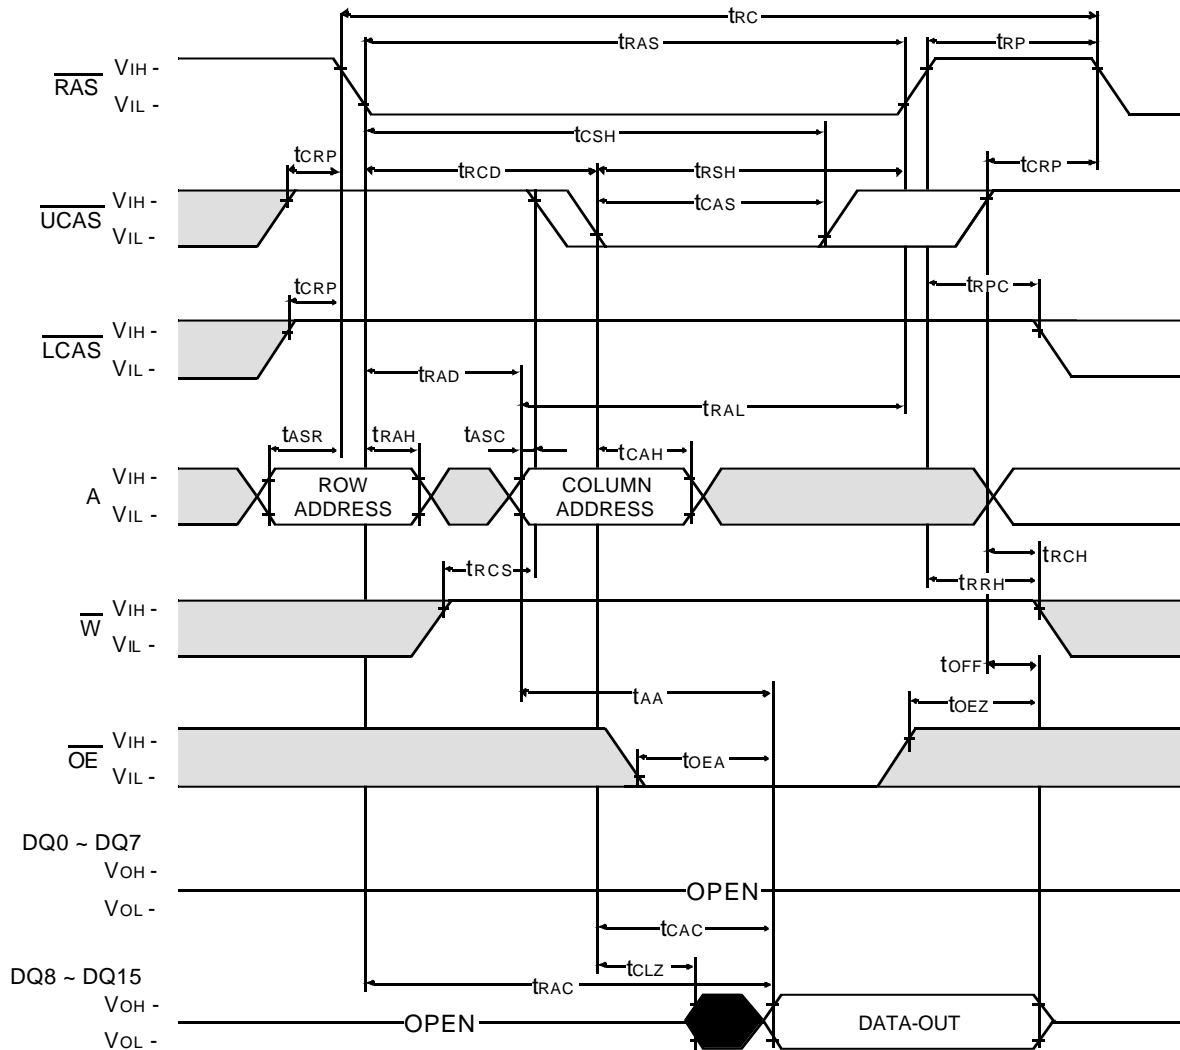 tRC
tRAS
tRP
RAS
VIH -
VIL -
tCSH
tCRP
tRCD
tRSH
tCRP
UCAS
VIH -
VIL -
tCAS
tCRP
tRPC
LCAS
VIH -
VIL -
tRAD
tRAL
tASR
tRAH
tASC
tCAH
A
VIH -
VIL -
ROW
ADDRESS
COLUMN
ADDRESS
tRCS
tRCH
tRRH
W
VIH -
VIL -
tOFF
tAA
tOEZ
OE
VIH -
VIL -
tOEA
DQ0 ~ DQ7
VOH -
VOL -
OPEN
tCAC
tCLZ
DQ8 ~ DQ15
tRAC
VOH -
VOL -
OPEN
DATA-OUT